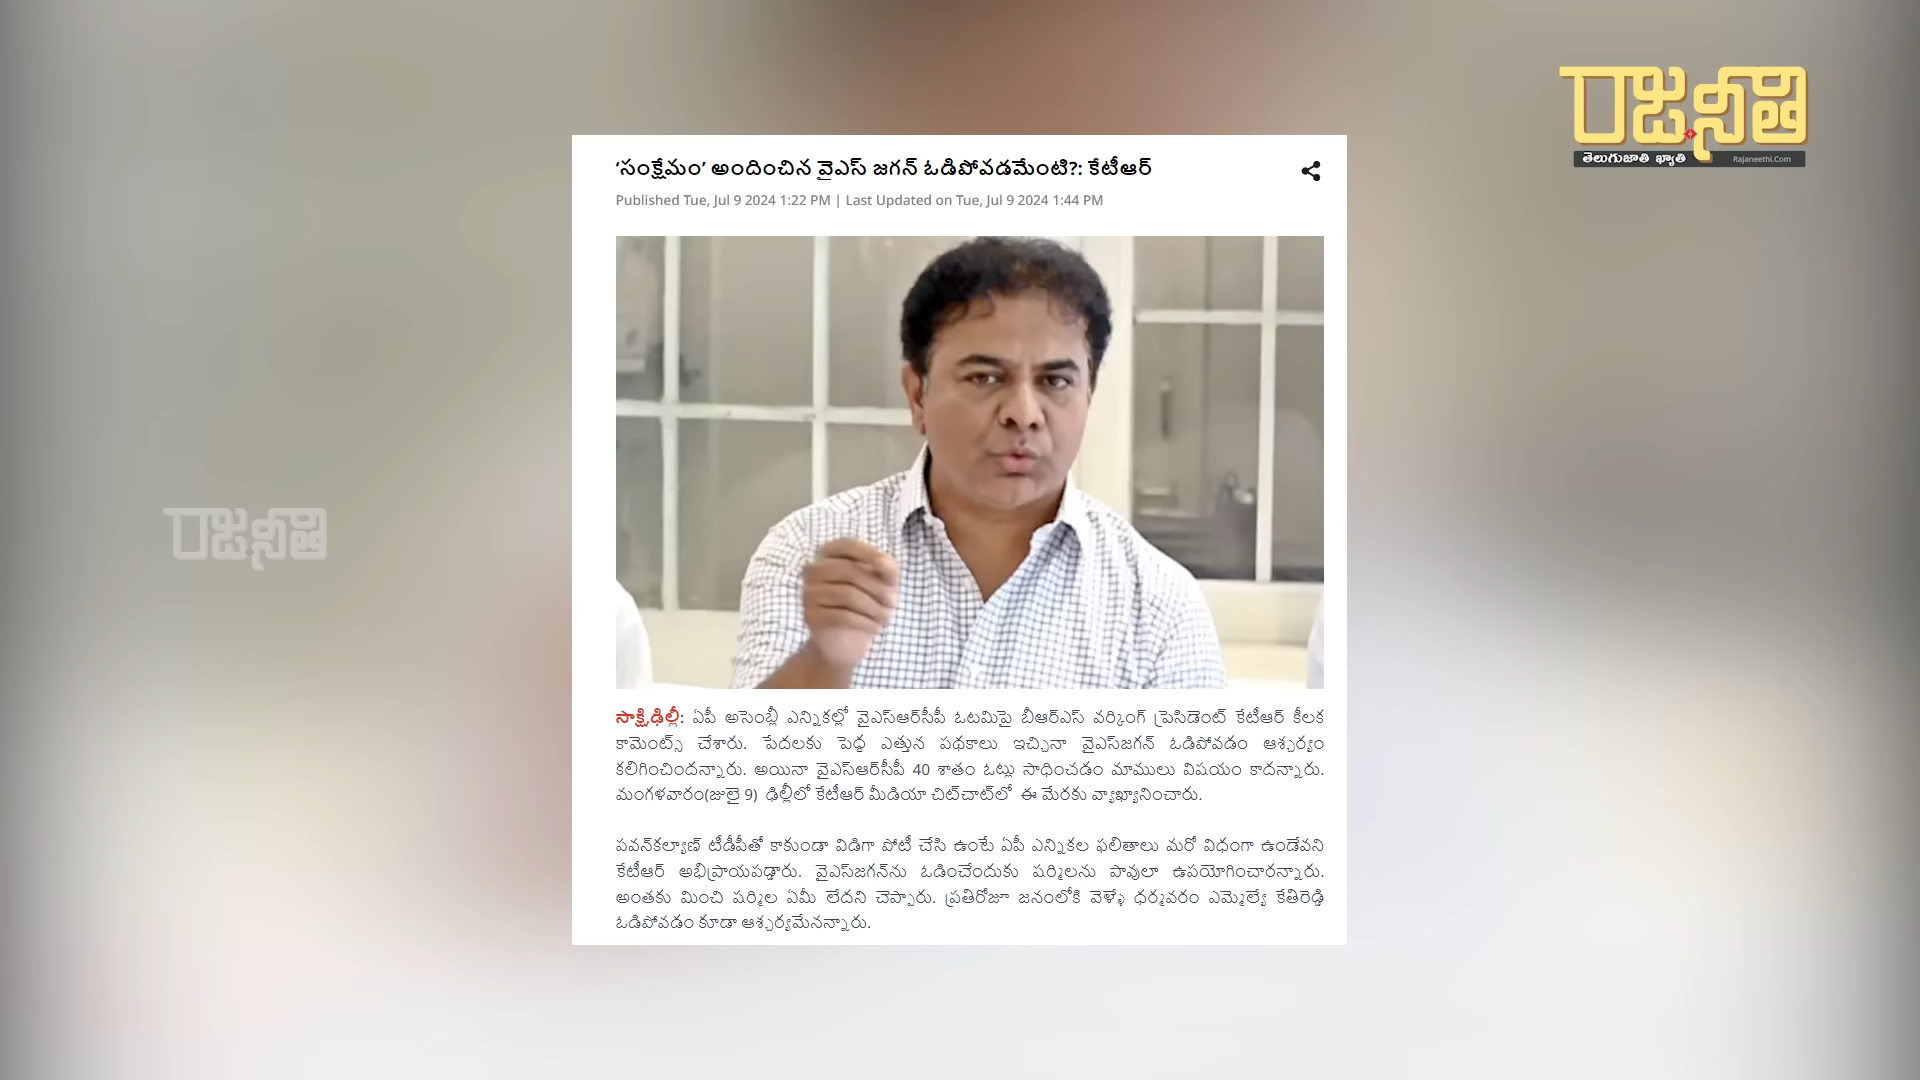 రాజనీతి
తెలుగుజాతి ఖ్యాతి Rajaneethi.Com
‘సంక్షేమం’ అందించిన వైఎస్ జగన్ ఓడిపోవడమేంటి?: కేటీఆర్
Published Tue, Jul 9 2024 1:22 PM | Last Updated on Tue, Jul 9 2024 1:44 PM
రాజనీతి
సాక్షి,ఢిల్లీ: ఏపీ అసెంబ్లీ ఎన్నికల్లో వైఎస్ఆర్‌సీపీ ఓటమిపై బీఆర్‌ఎస్‌ వర్కింగ్‌ ప్రెసిడెంట్‌ కేటీఆర్‌ కీలక
కామెంట్స్‌ చేశారు. పేదలకు పెద్ద ఎత్తున పథకాలు ఇచ్చినా వైఎస్‌జగన్‌ ఓడిపోవడం ఆశ్చర్యం
కలిగించిందన్నారు. అయినా వైఎస్‌ఆర్‌సీపీ 40 శాతం ఓట్లు సాధించడం మాములు విషయం కాదన్నారు.
మంగళవారం(జులై 9) ఢిల్లీలో కేటీఆర్‌ మీడియా చిట్‌చాట్‌లో ఈ మేరకు వ్యాఖ్యానించారు.
పవన్‌కల్యాణ్‌ టీడీపీతో కాకుండా విడిగా పోటీ చేసి ఉంటే ఏపీ ఎన్నికల ఫలితాలు మరో విధంగా ఉండేవని
కేటీఆర్‌ అభిప్రాయపడ్డారు. వైఎస్‌జగన్‌ను ఓడించేందుకు షర్మిలను పావులా ఉపయోగించారన్నారు.
అంతకు మించి షర్మిల ఏమీ లేదని చెప్పారు. ప్రతిరోజూ జనంలోకి వెళ్ళే ధర్మవరం ఎమ్మెల్యే కేతిరెడ్డి
ఓడిపోవడం కూడా ఆశ్చర్యమేనన్నారు.